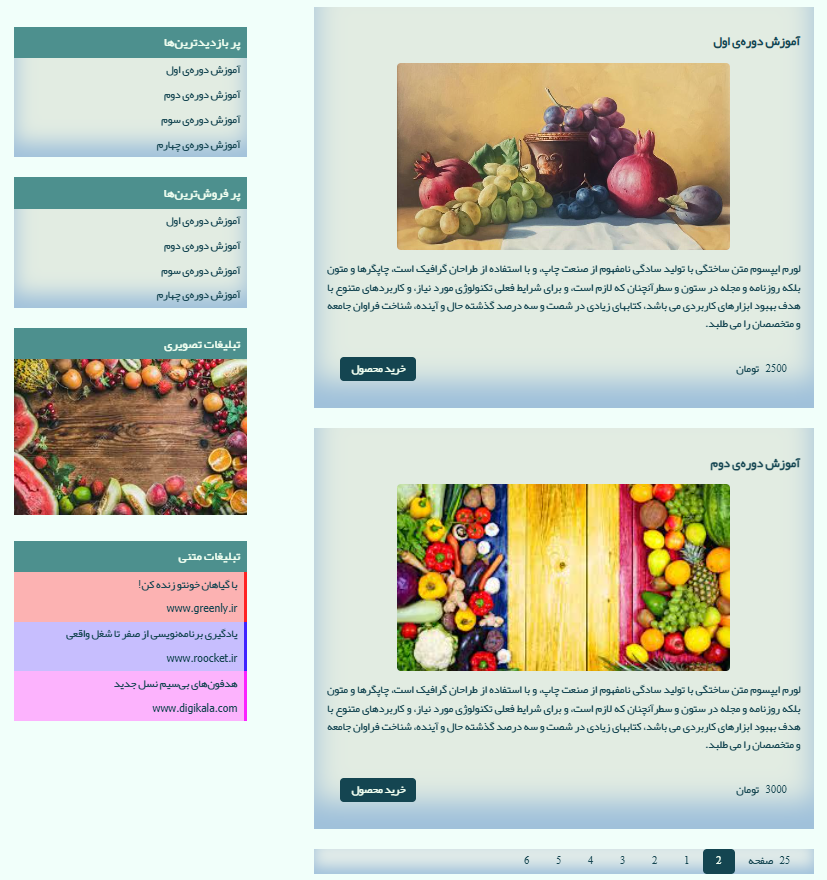 آموزش دوره‌ی اول
لورم ایپسوم متن ساختگی با تولید سادگی نامفهوم از صنعت چاپ، و با استفاده از طراحان گرافیک است، چاپگرها و متون
بلکه روزنامه و مجله در ستون و سطرآنچنان که لازم است، و برای شرایط فعلی تکنولوژی مورد نیاز، و کاربردهای متنوع با
هدف بهبود ابزارهای کاربردی می باشد، کتابهای زیادی در شصت و سه درصد گذشته حال و آینده، شناخت فراوان جامعه
و متخصصان را می طلبد.
2500 تومان
خرید محصول
آموزش دوره‌ی دوم
لورم ایپسوم متن ساختگی با تولید سادگی نامفهوم از صنعت چاپ، و با استفاده از طراحان گرافیک است، چاپگرها و متون
بلکه روزنامه و مجله در ستون و سطرآنچنان که لازم است، و برای شرایط فعلی تکنولوژی مورد نیاز، و کاربردهای متنوع با
هدف بهبود ابزارهای کاربردی می باشد، کتابهای زیادی در شصت و سه درصد گذشته حال و آینده، شناخت فراوان جامعه
و متخصصان را می طلبد.
3000 تومان
خرید محصول
25 صفحه 2 1 2 3 4 5 6
پر بازدیدترین‌ها
آموزش دوره‌ی اول
آموزش دوره‌ی دوم
آموزش دوره‌ی سوم
آموزش دوره‌ی چهارم
پر فروش‌ترین‌ها
آموزش دوره‌ی اول
آموزش دوره‌ی دوم
آموزش دوره‌ی سوم
آموزش دوره‌ی چهارم
تبلیغات تصویری
تبلیغات متنی
با گیاهان خونتو زنده کن!
www.greenly.ir
یادگیری برنامه‌نویسی از صفر تا شغل واقعی
www.roocket.ir
هدفون‌های بی‌سیم نسل جدید
www.digikala.com